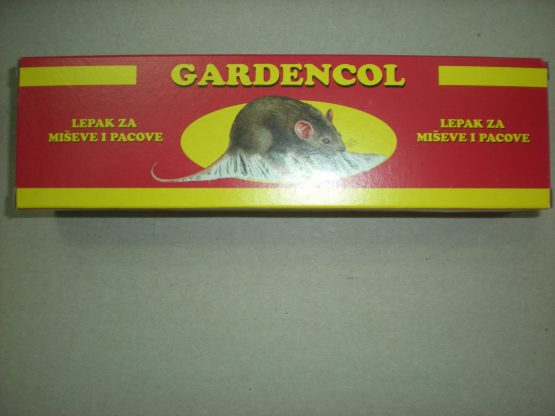 GARDENCOL
LEPAK ZA
MIŠEVE I PACOVE
LEPAK ZA
MIŠEVE I PACOVE